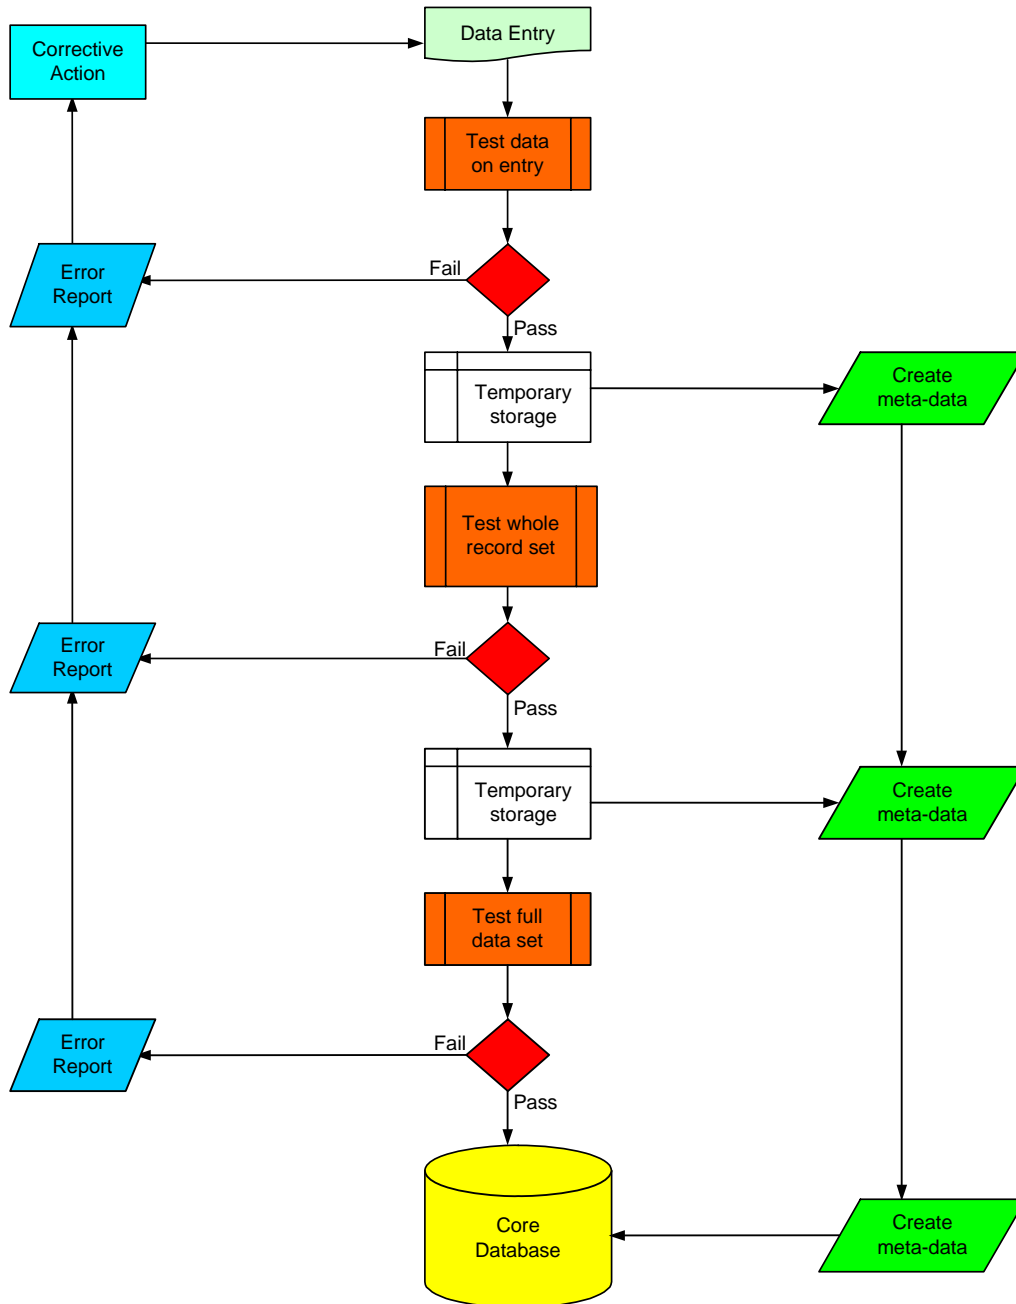 Corrective
Action
Data Entry
Test data
on entry
Fail
Error
Report
Pass
Temporary
storage
Create
meta-data
Test whole
record set
Fail
Error
Report
Pass
Temporary
storage
Create
meta-data
Test full
data set
Fail
Error
Report
Pass
Core
Database
Create
meta-data